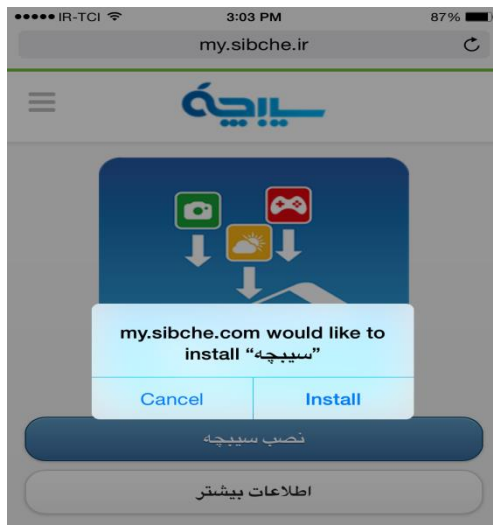 IR-TCI 3:03 PM 87%
my.sibche.ir
سیبچه
my.sibche.com would like to
install “سیبچه”
Cancel Install
نصب سیبچه
اطلاعات بیشتر